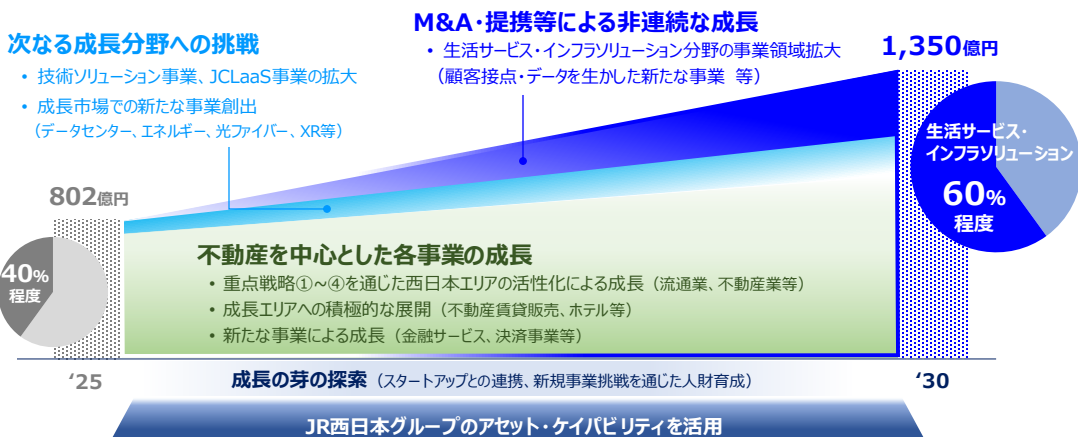 次なる成長分野への挑戦
• 技術ソリューション事業、JCLaaS事業の拡大
• 成長市場での新たな事業創出
（データセンター、エネルギー、光ファイバー、XR等）
M&A・提携等による非連続な成長
• 生活サービス・インフラソリューション分野の事業領域拡大
（顧客接点・データを生かした新たな事業 等）
1,350億円
生活サービス・
インフラソリューション
60%
程度
802億円
40%
程度
不動産を中心とした各事業の成長
• 重点戦略①~④を通じた西日本エリアの活性化による成長（流通業、不動産業等）
• 成長エリアへの積極的な展開（不動産賃貸販売、ホテル等）
• 新たな事業による成長（金融サービス、決済事業等）
‘25
成長の芽の探索（スタートアップとの連携、新規事業挑戦を通じた人財育成）
‘30
JR西日本グループのアセット・ケイパビリティを活用